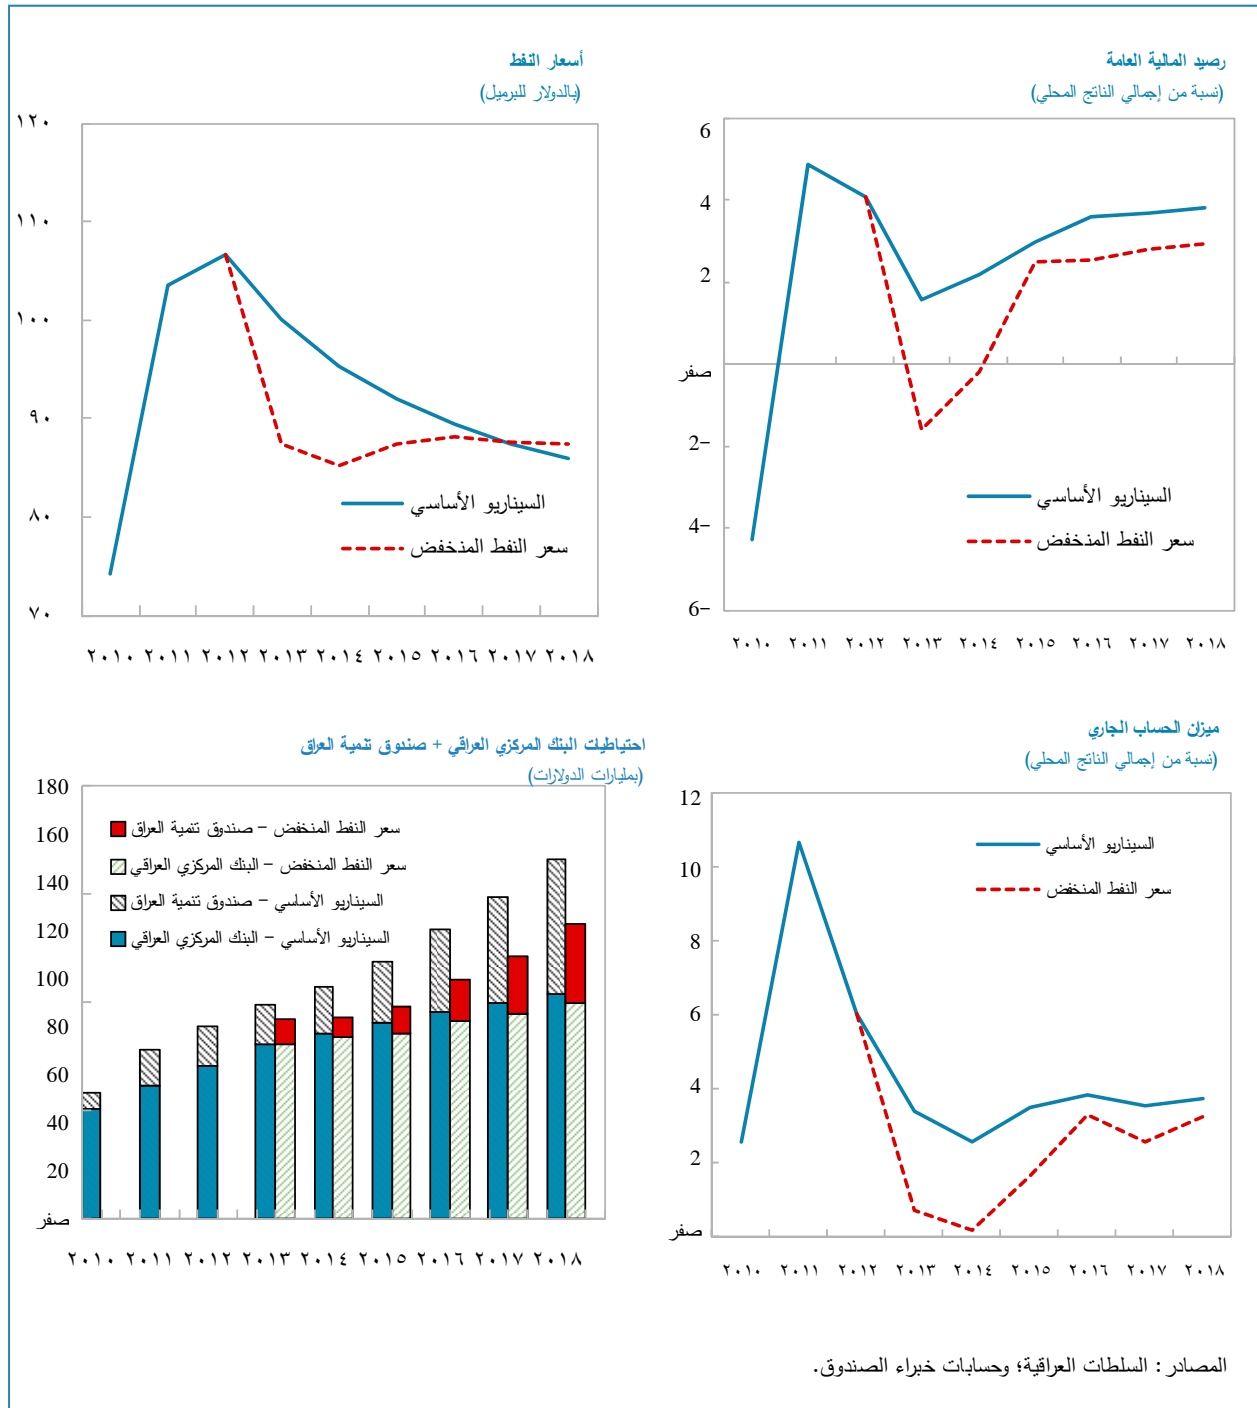 رصيد المالية العامة
(نسبة من إجمالي الناتج المحلي)
6
4
2
صفر
2−
4−
6−
السيناريو الأساسي
سعر النفط المنخفض
٢٠١٠ ٢٠١١ ٢٠١٢ ٢٠١٣ ٢٠١٤ ٢٠١٥ ٢٠١٦ ٢٠١٧ ٢٠١٨
أسعار النفط
(بالدولار للبرميل)
١٢٠
١١٠
١٠٠
٩٠
٨٠
٧٠
السيناريو الأساسي
سعر النفط المنخفض
٢٠١٠ ٢٠١١ ٢٠١٢ ٢٠١٣ ٢٠١٤ ٢٠١٥ ٢٠١٦ ٢٠١٧ ٢٠١٨
ميزان الحساب الجاري
(نسبة من إجمالي الناتج المحلي)
12
10
8
6
4
2
صفر
السيناريو الأساسي
سعر النفط المنخفض
٢٠١٠ ٢٠١١ ٢٠١٢ ٢٠١٣ ٢٠١٤ ٢٠١٥ ٢٠١٦ ٢٠١٧ ٢٠١٨
احتياطيات البنك المركزي العراقي + صندوق تنمية العراق
(بمليارات الدولارات)
180
160
140
120
100
80
60
40
20
صفر
سعر النفط المنخفض − صندوق تنمية العراق
سعر النفط المنخفض − البنك المركزي العراقي
السيناريو الأساسي − صندوق تنمية العراق
السيناريو الأساسي − البنك المركزي العراقي
٢٠١٠ ٢٠١١ ٢٠١٢ ٢٠١٣ ٢٠١٤ ٢٠١٥ ٢٠١٦ ٢٠١٧ ٢٠١٨
المصادر: السلطات العراقية؛ وحسابات خبراء الصندوق.